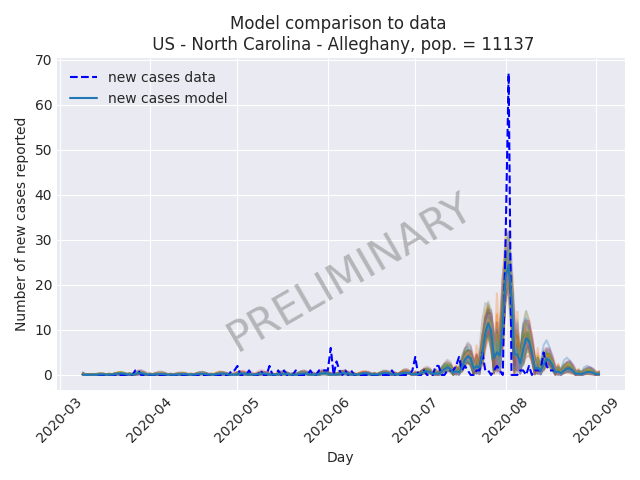 Model comparison to data
US - North Carolina - Alleghany, pop. = 11137
Number of new cases reported
70
60
50
40
30
20
10
0
new cases data
new cases model
PRELIMINARY
2020-03
2020-04
2020-05
2020-06
2020-07
2020-08
2020-09
Day